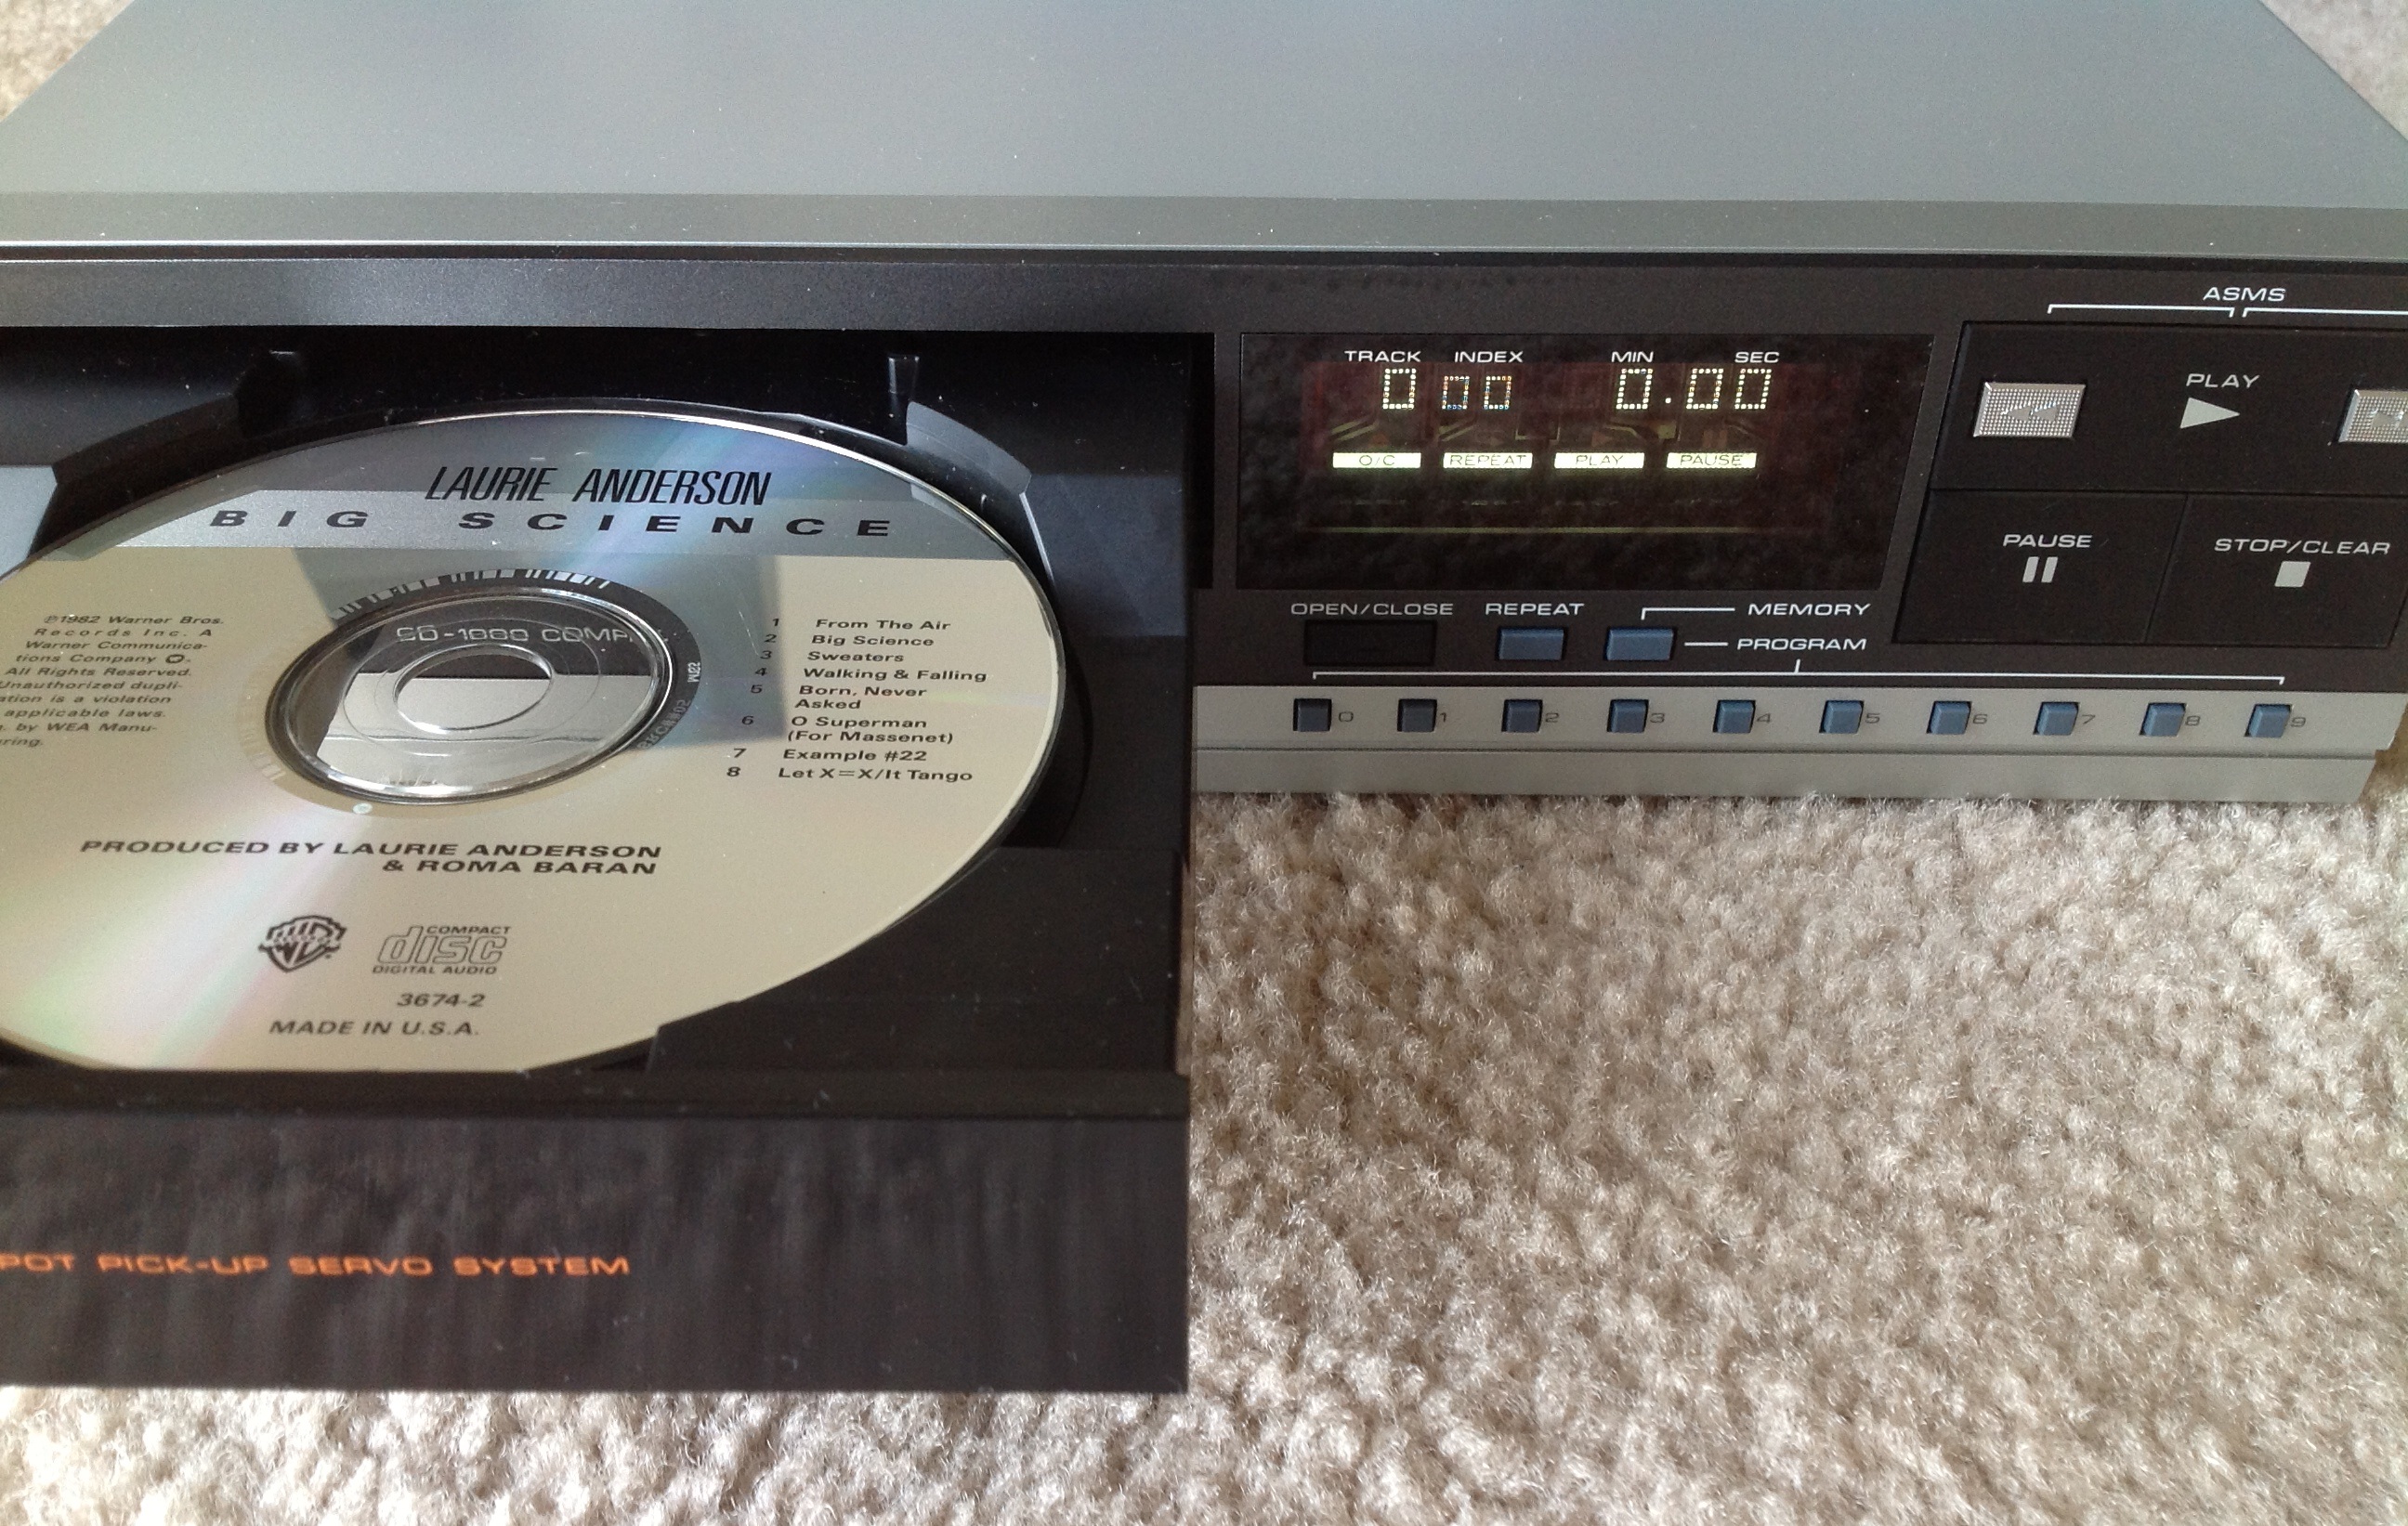 ASMS
TRACK INDEX MIN SEC
0 00 0.00
O/C REPEAT PLAY PAUSE
PLAY
PAUSE
STOP/CLEAR
OPEN/CLOSE REPEAT MEMORY
PROGRAM
0 1 2 3 4 5 6 7 8 9
LAURIE ANDERSON
BIG SCIENCE
℗1982 Warner Bros.
Records Inc. A
Warner Communica-
tions Company
All Rights Reserved.
Unauthorized dupli-
is a violation
applicable laws.
by WEA Manu-
1 From The Air
2 Big Science
3 Sweaters
4 Walking & Falling
5 Born, Never
Asked
6 O Superman
(For Massenet)
7 Example #22
8 Let X=X/It Tango
PRODUCED BY LAURIE ANDERSON
& ROMA BARAN
COMPACT
disc
DIGITAL AUDIO
3674-2
MADE IN U.S.A.
PICK-UP SERVO SYSTEM